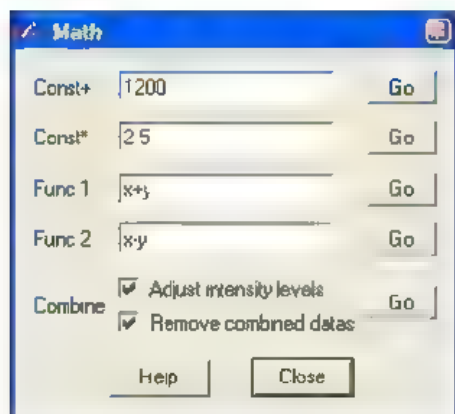 Math
Const+ 1200 Go
Const* 2.5 Go
Func 1 x+y Go
Func 2 x-y Go
Combine Adjust intensity levels Go
Remove combined datas
Help Close